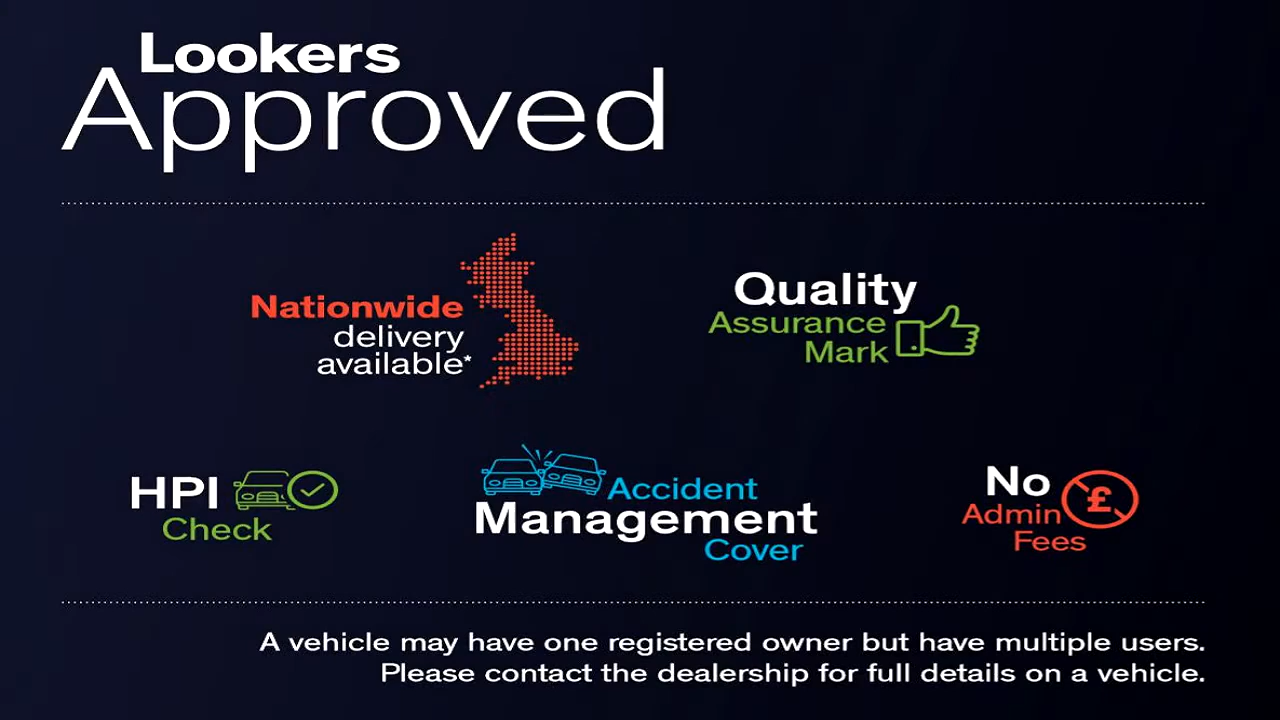 Lookers
Approved
Nationwide
delivery
available*
Quality
Assurance
Mark
HPI
Check
Accident
Management
Cover
No
Admin
£
Fees
A vehicle may have one registered owner but have multiple users.
Please contact the dealership for full details on a vehicle.